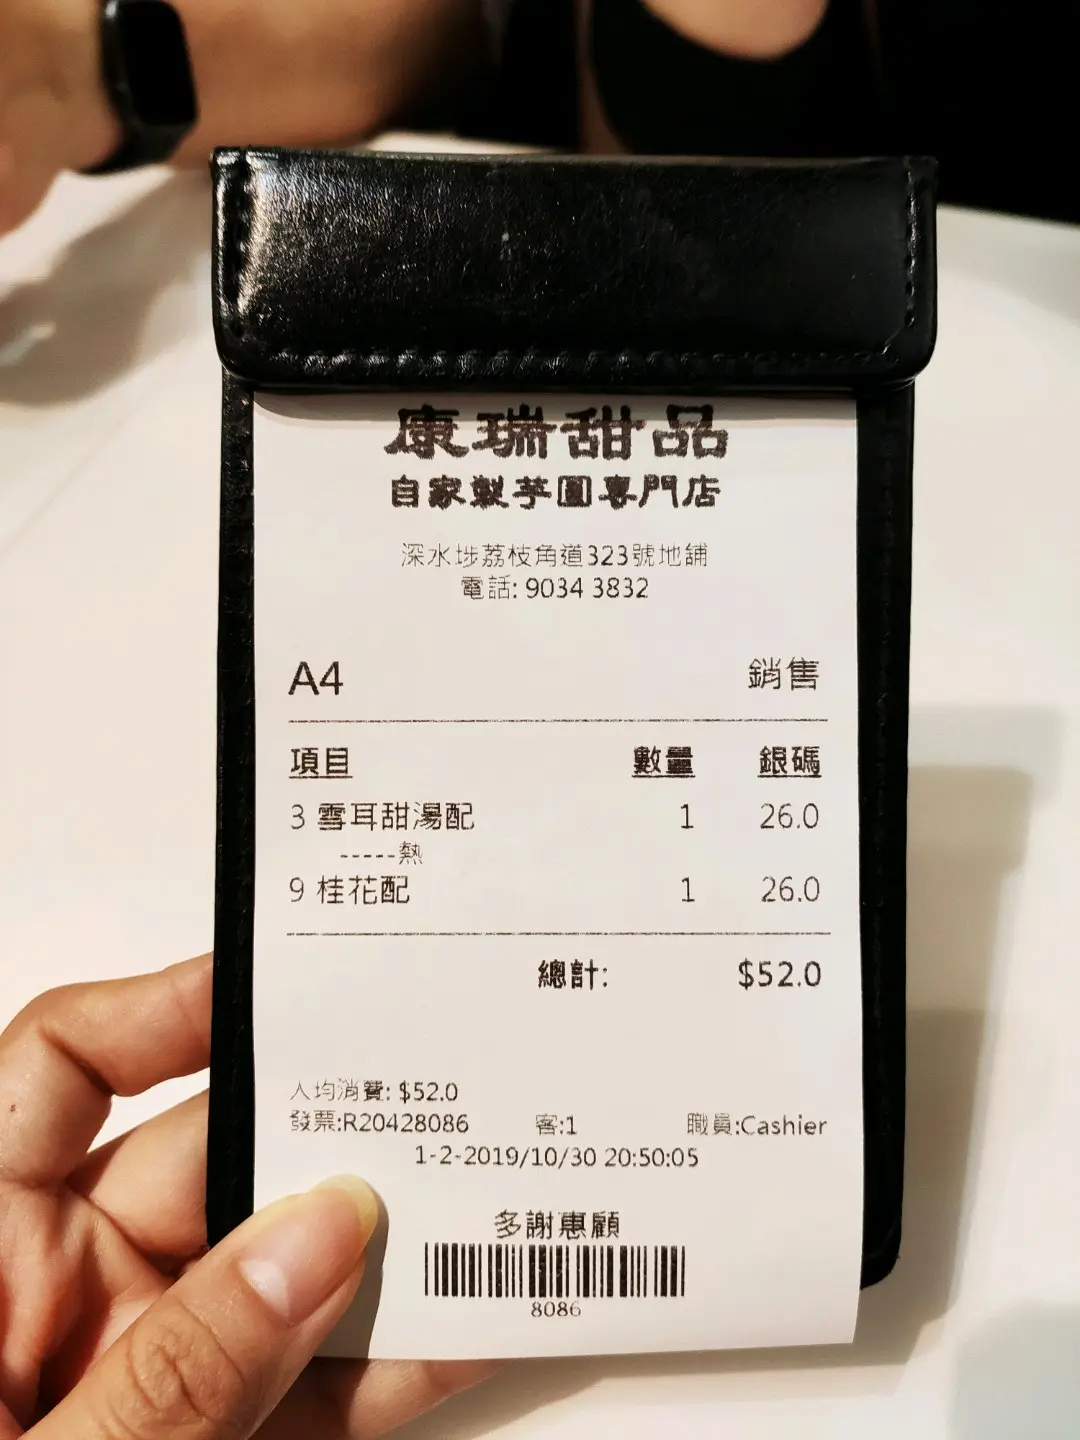 康瑞甜品
自家製芋圓專門店
深水埗荔枝角道323號地舖
電話: 9034 3832
A4 銷售
項目 數量 銀碼
3 雪耳甜湯配 1 26.0
-----熱
9 桂花配 1 26.0
總計: $52.0
人均消費: $52.0
發票:R20428086 客:1 職員:Cashier
1-2-2019/10/30 20:50:05
多謝惠顧
8086